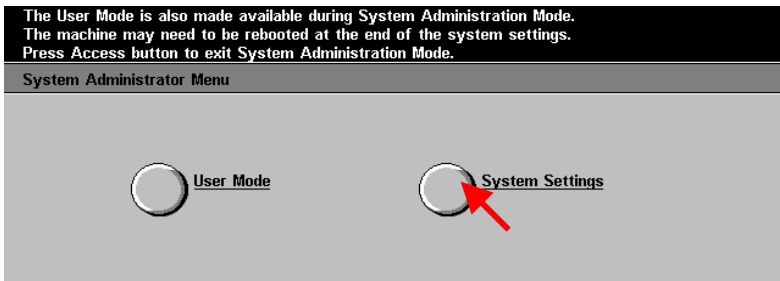 The User Mode is also made available during System Administration Mode.
The machine may need to be rebooted at the end of the system settings.
Press Access button to exit System Administration Mode.
System Administrator Menu
User Mode
System Settings